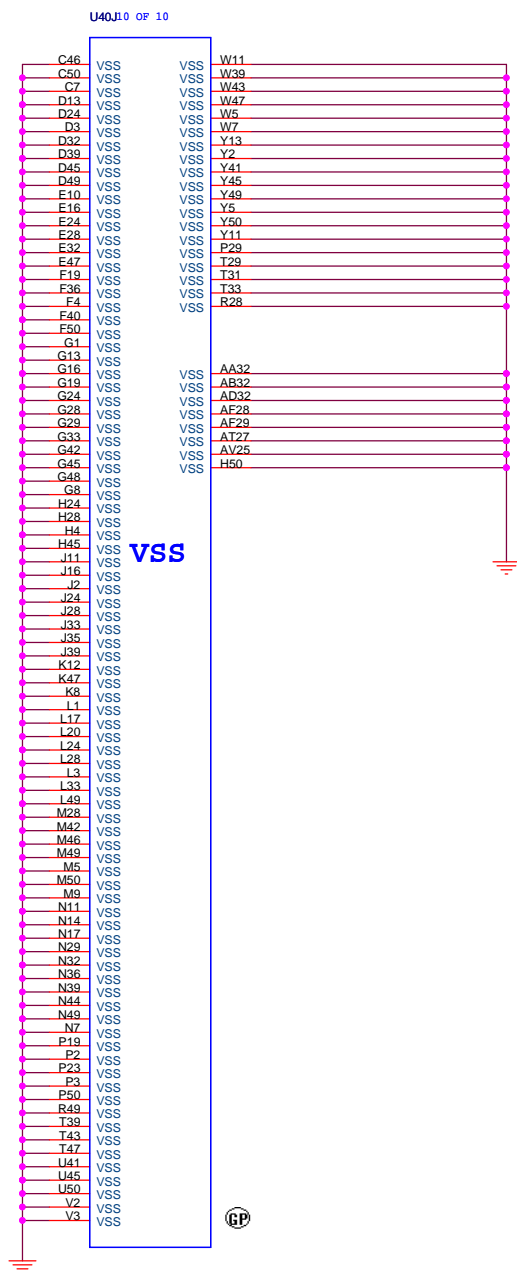 U40J 10 OF 10
C46 VSS VSS W11
C50 VSS VSS W39
C7 VSS VSS W43
D13 VSS VSS W47
D24 VSS VSS W5
D3 VSS VSS W7
D32 VSS VSS Y13
D39 VSS VSS Y2
D45 VSS VSS Y41
D49 VSS VSS Y45
E10 VSS VSS Y49
E16 VSS VSS Y5
E24 VSS VSS Y50
E28 VSS VSS Y11
E32 VSS VSS P29
E47 VSS VSS T29
F19 VSS VSS T31
F36 VSS VSS T33
F4 VSS VSS R28
F40 VSS
F50 VSS
G1 VSS
G13 VSS
G16 VSS VSS AA32
G19 VSS VSS AB32
G24 VSS VSS AD32
G28 VSS VSS AF28
G29 VSS VSS AF29
G33 VSS VSS AT27
G42 VSS VSS AV25
G45 VSS VSS H50
G48 VSS
G8 VSS
H24 VSS
H28 VSS
H4 VSS
H45 VSS
VSS
J11 VSS
J16 VSS
J2 VSS
J24 VSS
J28 VSS
J33 VSS
J35 VSS
J39 VSS
K12 VSS
K47 VSS
K8 VSS
L1 VSS
L17 VSS
L20 VSS
L24 VSS
L28 VSS
L3 VSS
L33 VSS
L49 VSS
M28 VSS
M42 VSS
M46 VSS
M49 VSS
M5 VSS
M50 VSS
M9 VSS
N11 VSS
N14 VSS
N17 VSS
N29 VSS
N32 VSS
N36 VSS
N39 VSS
N44 VSS
N49 VSS
N7 VSS
P19 VSS
P2 VSS
P23 VSS
P3 VSS
P50 VSS
R49 VSS
T39 VSS
T43 VSS
T47 VSS
U41 VSS
U45 VSS
U50 VSS
V2 VSS
V3 VSS
GP